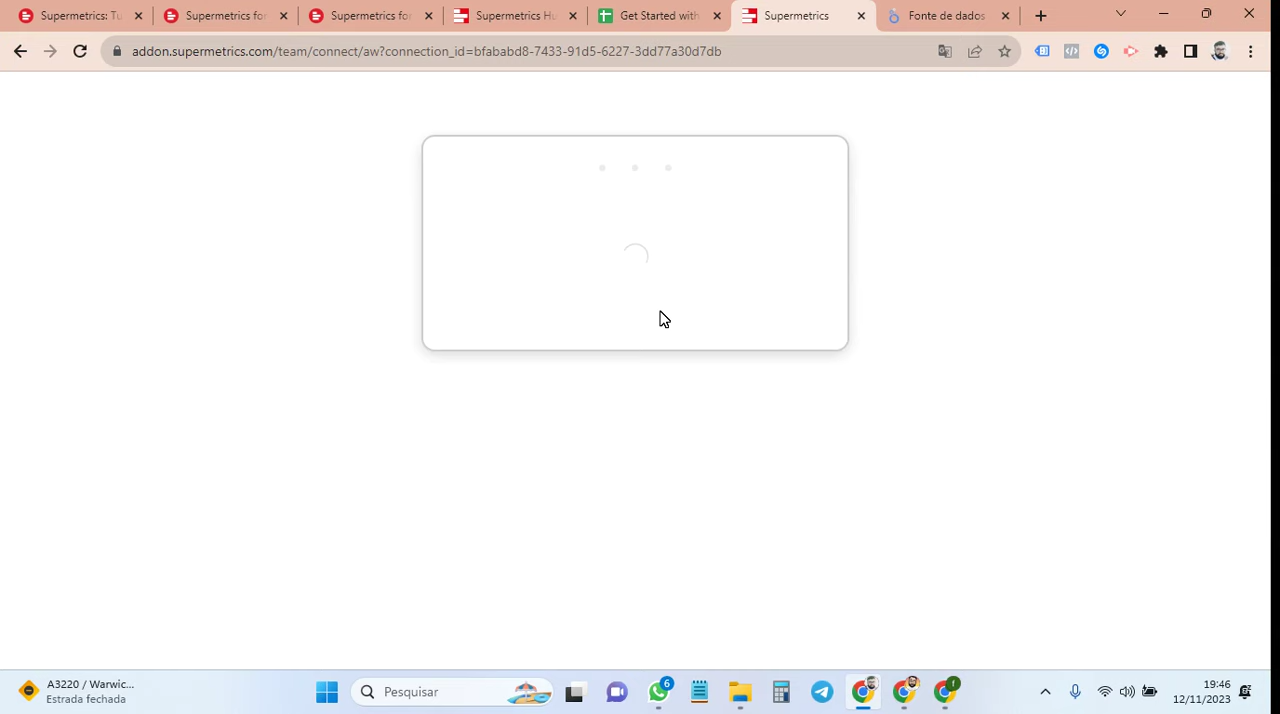 Supermetrics: Tu
Supermetrics for
Supermetrics for
Supermetrics Hu
Get Started with
Supermetrics
Fonte de dados
addon.supermetrics.com/team/connect/aw?connection_id=bfababd8-7433-91d5-6227-3dd77a30d7db
A3220 / Warwic...
Estrada fechada
Pesquisar
6
f
19:46
12/11/2023